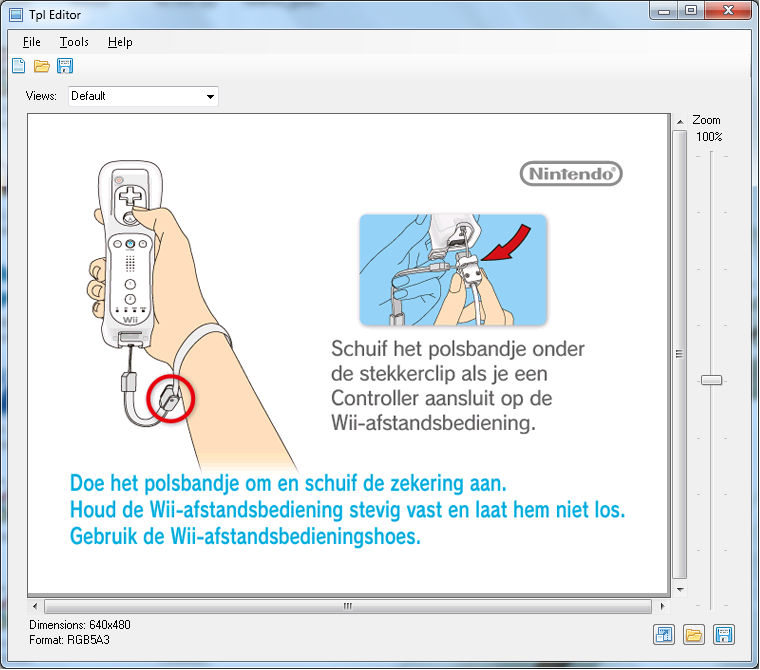 Tpl Editor
File Tools Help
Views: Default
Zoom
100%
Nintendo®
Wii
Schuif het polsbandje onder
de stekkerclip als je een
Controller aansluit op de
Wii-afstandsbediening.
Doe het polsbandje om en schuif de zekering aan.
Houd de Wii-afstandsbediening stevig vast en laat hem niet los.
Gebruik de Wii-afstandsbedieningshoes.
Dimensions: 640x480
Format: RGB5A3